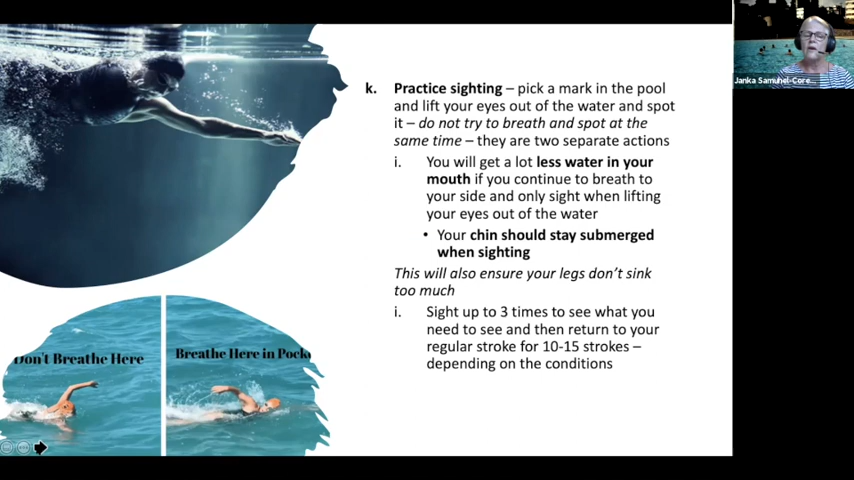 Janka Samuhel-Core...
k. Practice sighting – pick a mark in the pool
and lift your eyes out of the water and spot
it – do not try to breath and spot at the
same time – they are two separate actions
i. You will get a lot less water in your
mouth if you continue to breath to
your side and only sight when lifting
your eyes out of the water
• Your chin should stay submerged
when sighting
This will also ensure your legs don't sink
too much
i. Sight up to 3 times to see what you
need to see and then return to your
regular stroke for 10-15 strokes –
depending on the conditions
Don't Breathe Here
Breathe Here in